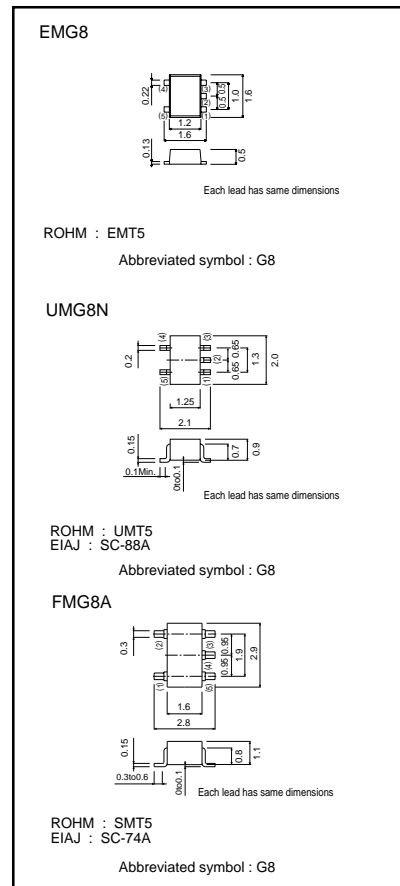 EMG8
0.22
(4)
(3)
(2)
(5)
(1)
0.5
0.5
1.0
1.6
1.2
1.6
0.13
0.5
Each lead has same dimensions
ROHM : EMT5
Abbreviated symbol : G8
UMG8N
0.2
(4)
(3)
(2)
(5)
(1)
0.65
0.65
1.3
2.0
1.25
2.1
0.15
0.1Min.
0to0.1
0.7
0.9
Each lead has same dimensions
ROHM : UMT5
EIAJ : SC-88A
Abbreviated symbol : G8
FMG8A
0.3
(2)
(3)
(4)
(1)
(5)
0.95
0.95
1.9
2.9
1.6
2.8
0.15
0.3to0.6
0to0.1
0.8
1.1
Each lead has same dimensions
ROHM : SMT5
EIAJ : SC-74A
Abbreviated symbol : G8